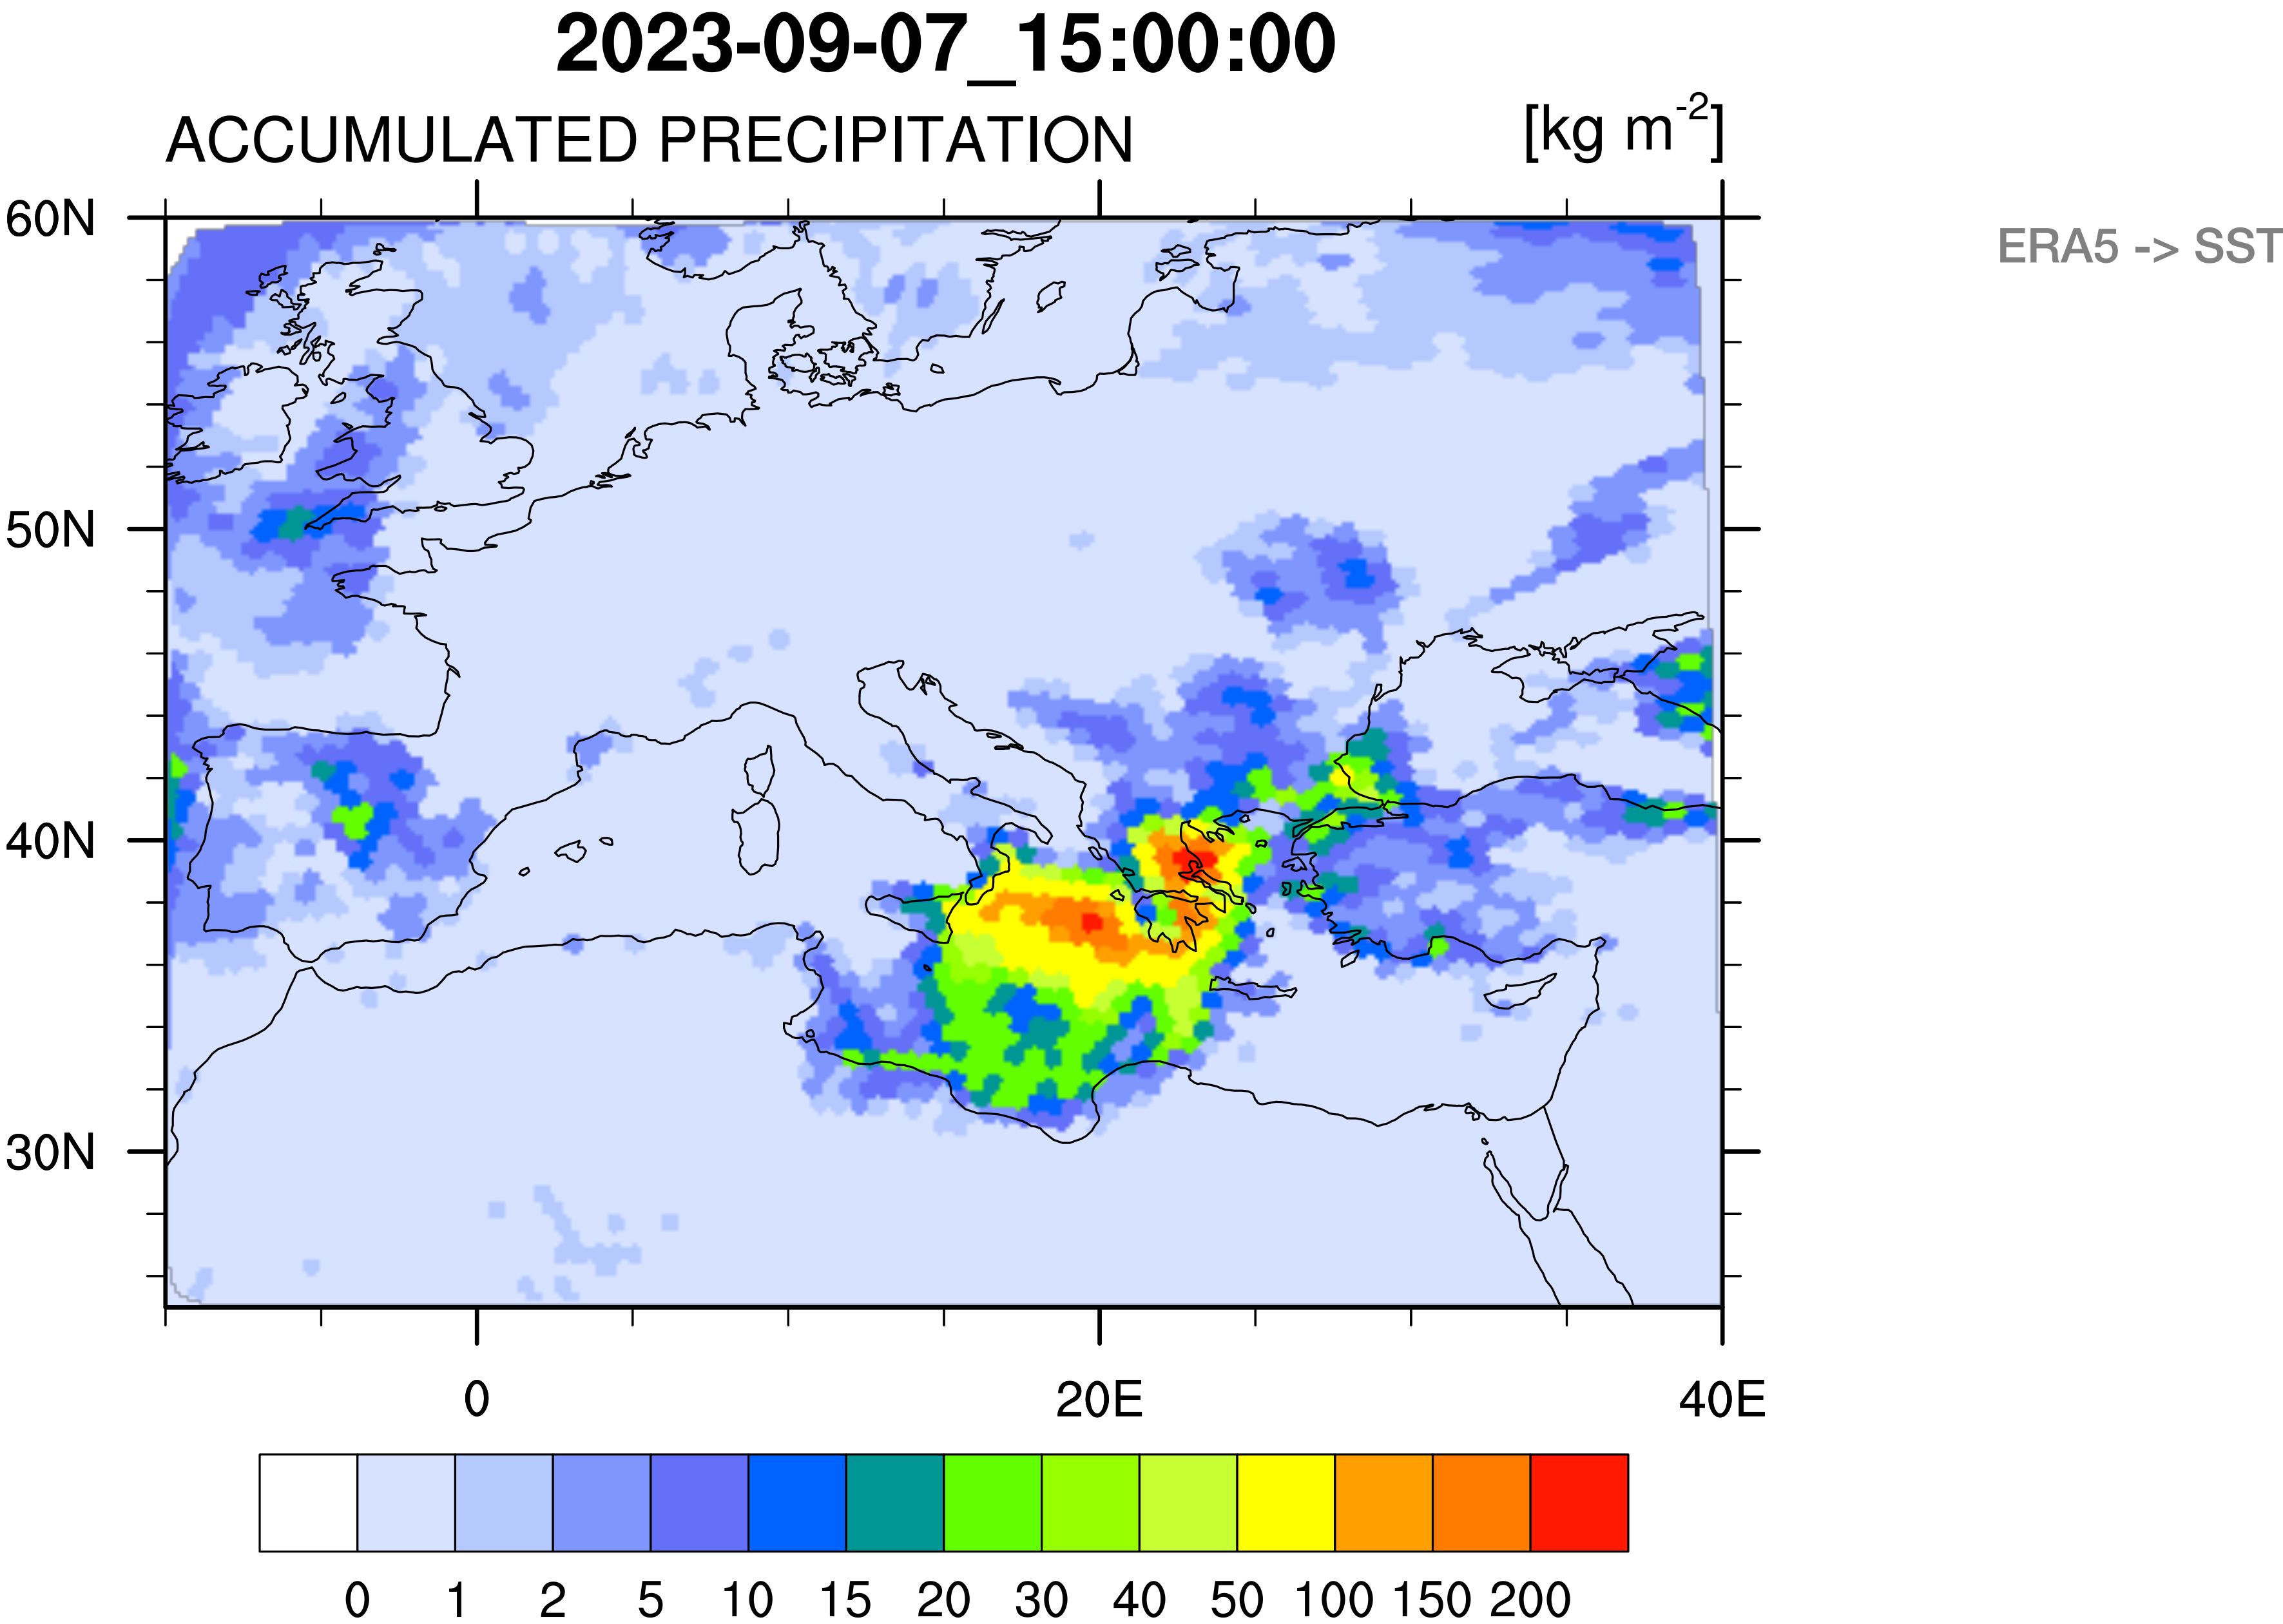 2023-09-07_15:00:00
ACCUMULATED PRECIPITATION [kg m-2]
60N
ERA5 -> SST
50N
40N
30N
0 20E 40E
0 1 2 5 10 15 20 30 40 50 100 150 200